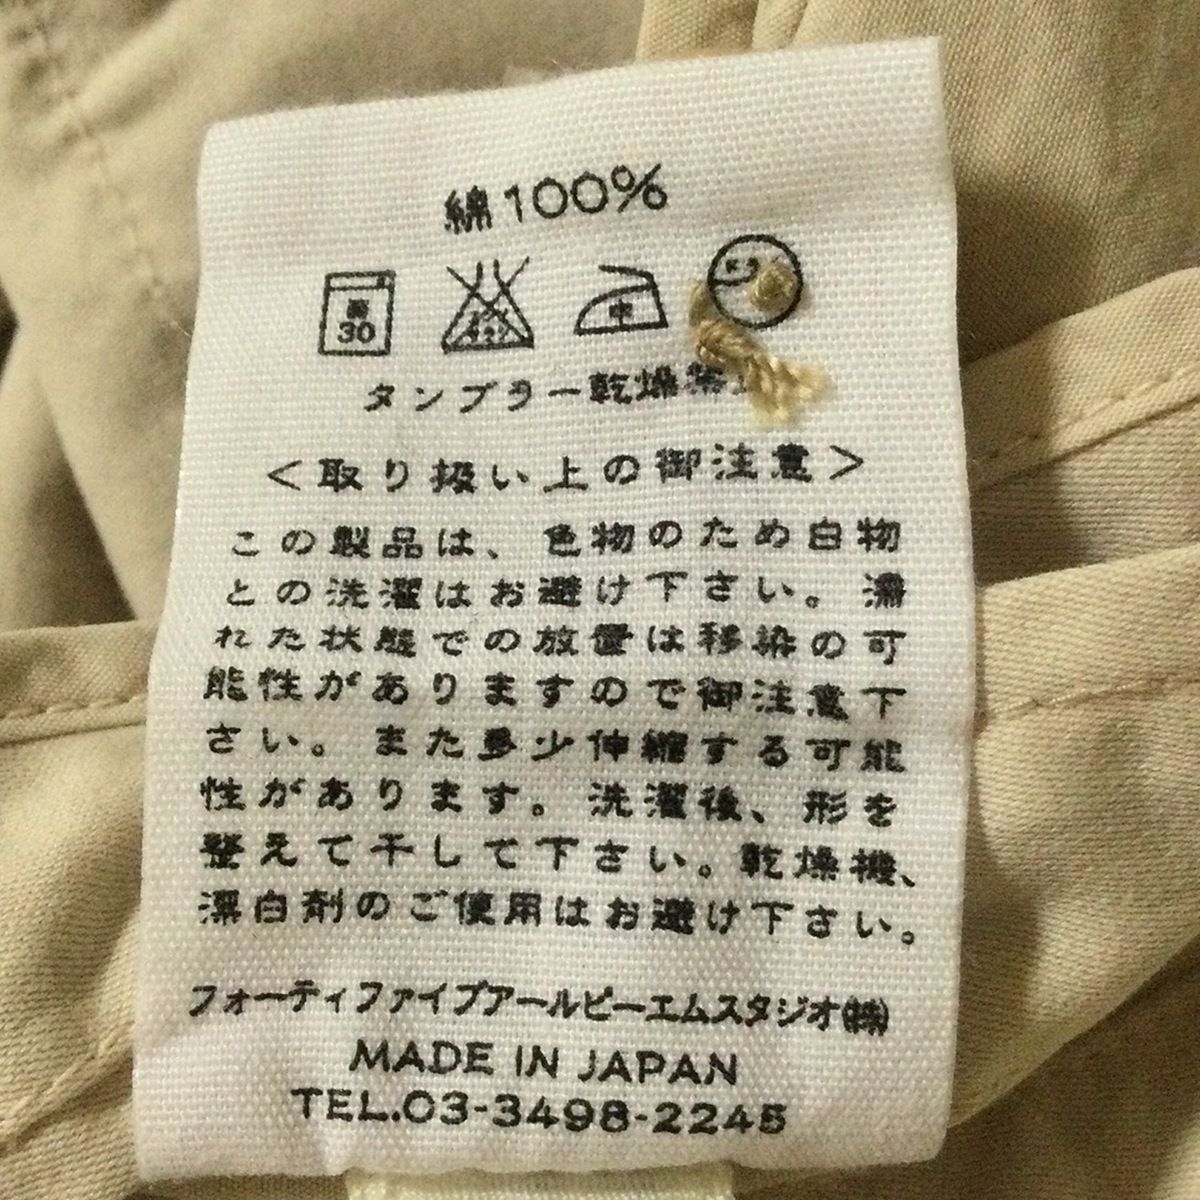 綿100%
30
中
タンブラー乾燥禁
<取り扱い上の御注意>
この製品は、色物のため白物
との洗濯はお避け下さい。濡
れた状態での放置は移染の可
能性がありますので御注意下
さい。また多少伸縮する可能
性があります。洗濯後、形を
整えて干して下さい。乾燥機、
漂白剤のご使用はお避け下さい。
フォーティファイブアールピーエムスタジオ㈱
MADE IN JAPAN
TEL.03-3498-2245